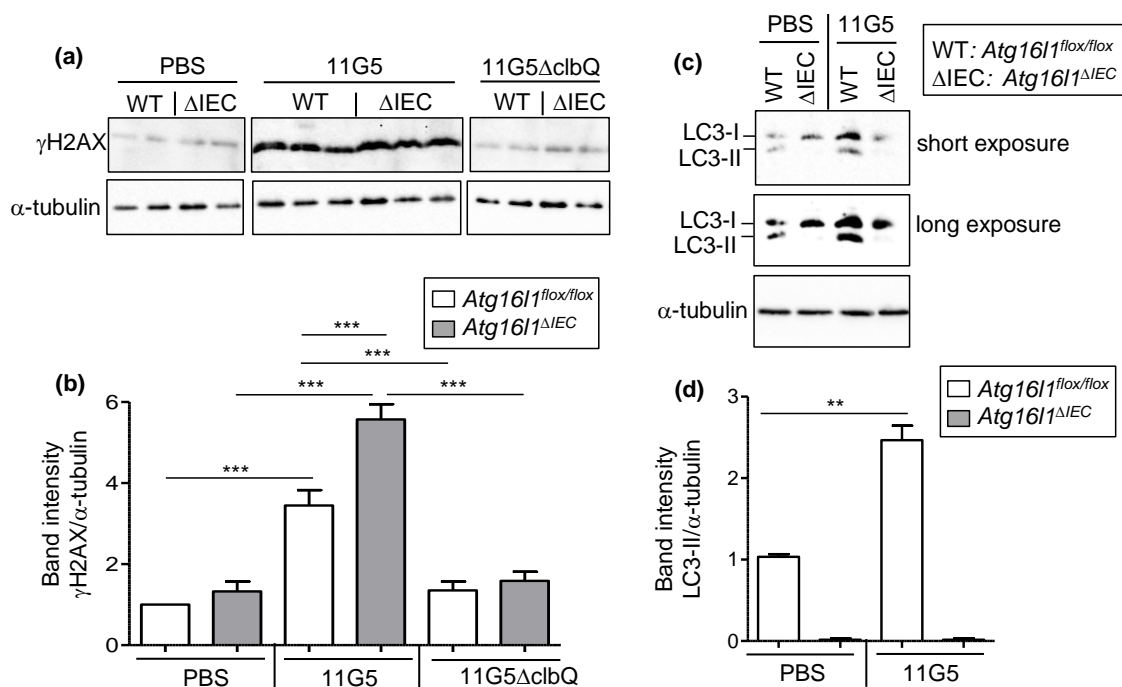 (a)
PBS
11G5
11G5ΔclbQ
WT
ΔIEC
WT
ΔIEC
WT
ΔIEC
γH2AX
α-tubulin
Atg16l1flox/flox
Atg16l1ΔIEC
(b)
Band intensity
γH2AX/α-tubulin
6
4
2
0
***
***
***
***
***
PBS
11G5
11G5ΔclbQ
(c)
PBS
11G5
WT
ΔIEC
WT
ΔIEC
WT: Atg16l1flox/flox
ΔIEC: Atg16l1ΔIEC
LC3-I
LC3-II
short exposure
LC3-I
LC3-II
long exposure
α-tubulin
(d)
Atg16l1flox/flox
Atg16l1ΔIEC
Band intensity
LC3-II/α-tubulin
3
2
1
0
**
PBS
11G5